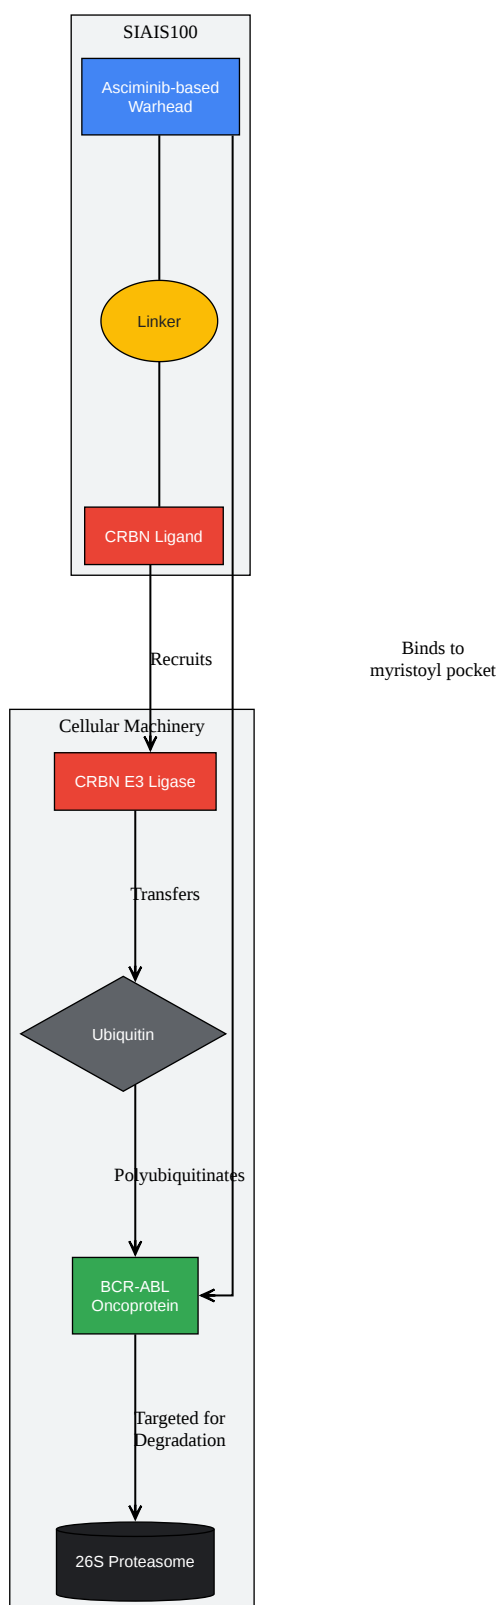 SIAIS100
Asciminib-based
Warhead
Linker
CRBN Ligand
Recruits
Binds to
myristoyl pocket
Cellular Machinery
CRBN E3 Ligase
Transfers
Ubiquitin
Polyubiquitinates
BCR-ABL
Oncoprotein
Targeted for
Degradation
26S Proteasome